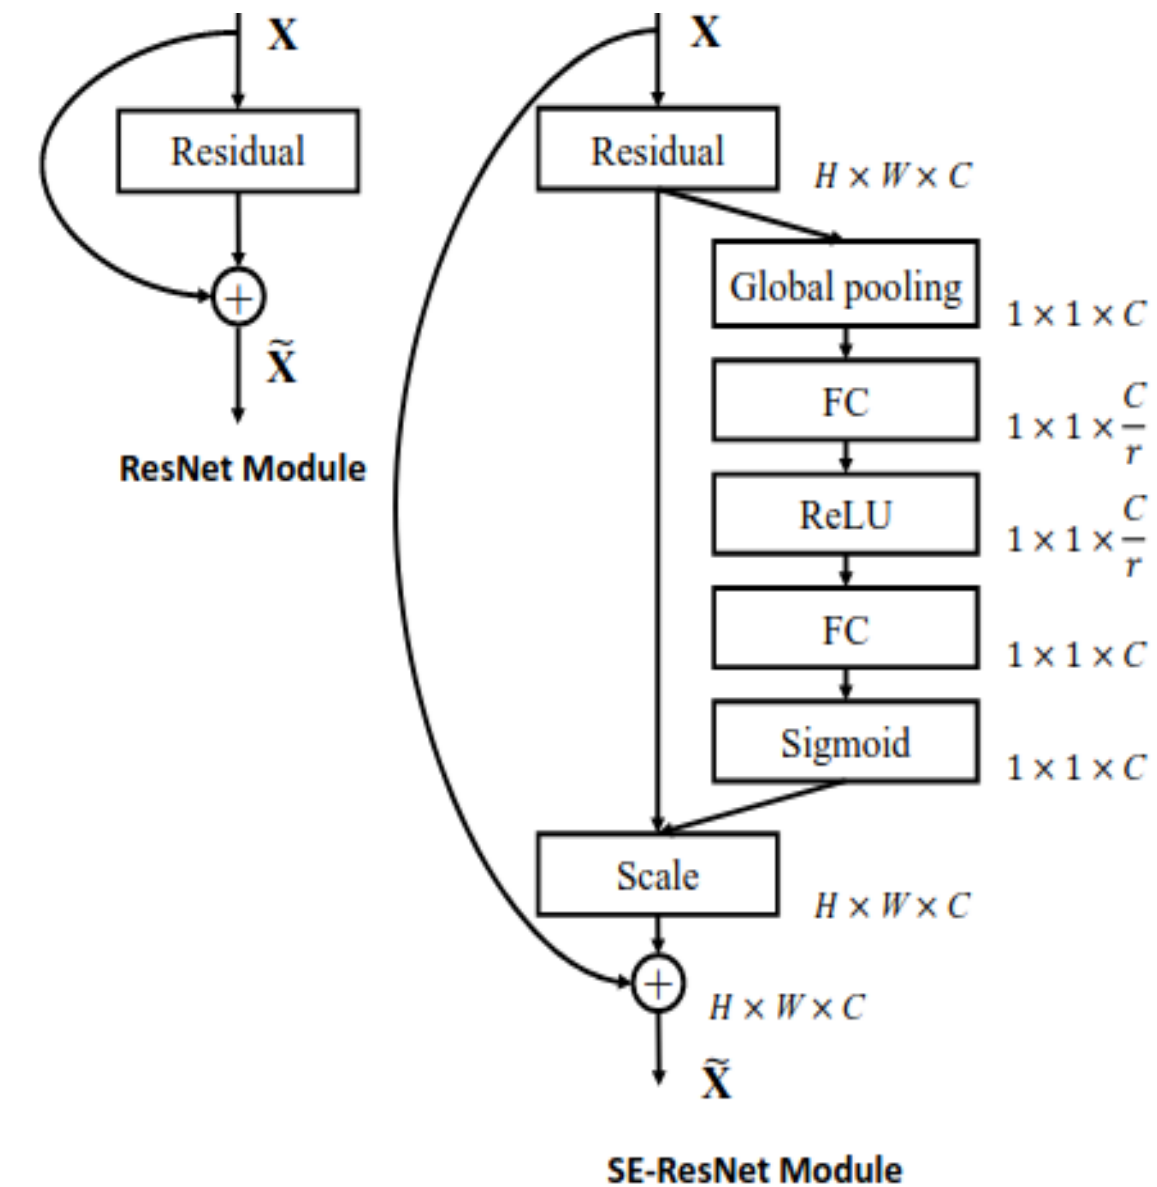 X
Residual
+
X̃
ResNet Module
X
Residual
H × W × C
Global pooling
1 × 1 × C
FC
1 × 1 × C/r
ReLU
1 × 1 × C/r
FC
1 × 1 × C
Sigmoid
1 × 1 × C
Scale
H × W × C
+
H × W × C
X̃
SE-ResNet Module